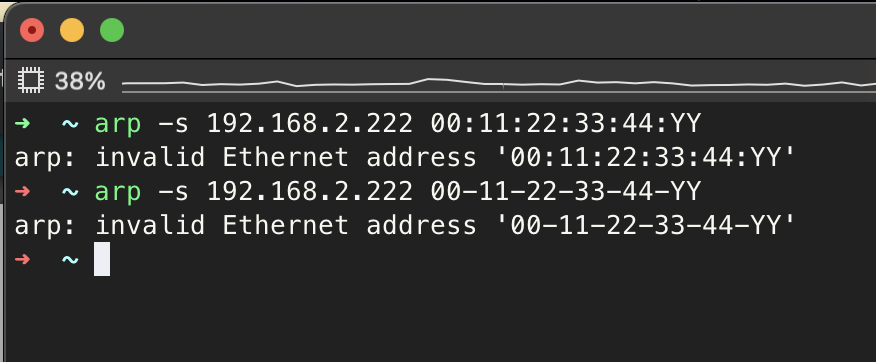 38%
➜  ~ arp -s 192.168.2.222 00:11:22:33:44:YY
arp: invalid Ethernet address '00:11:22:33:44:YY'
➜  ~ arp -s 192.168.2.222 00-11-22-33-44-YY
arp: invalid Ethernet address '00-11-22-33-44-YY'
➜  ~